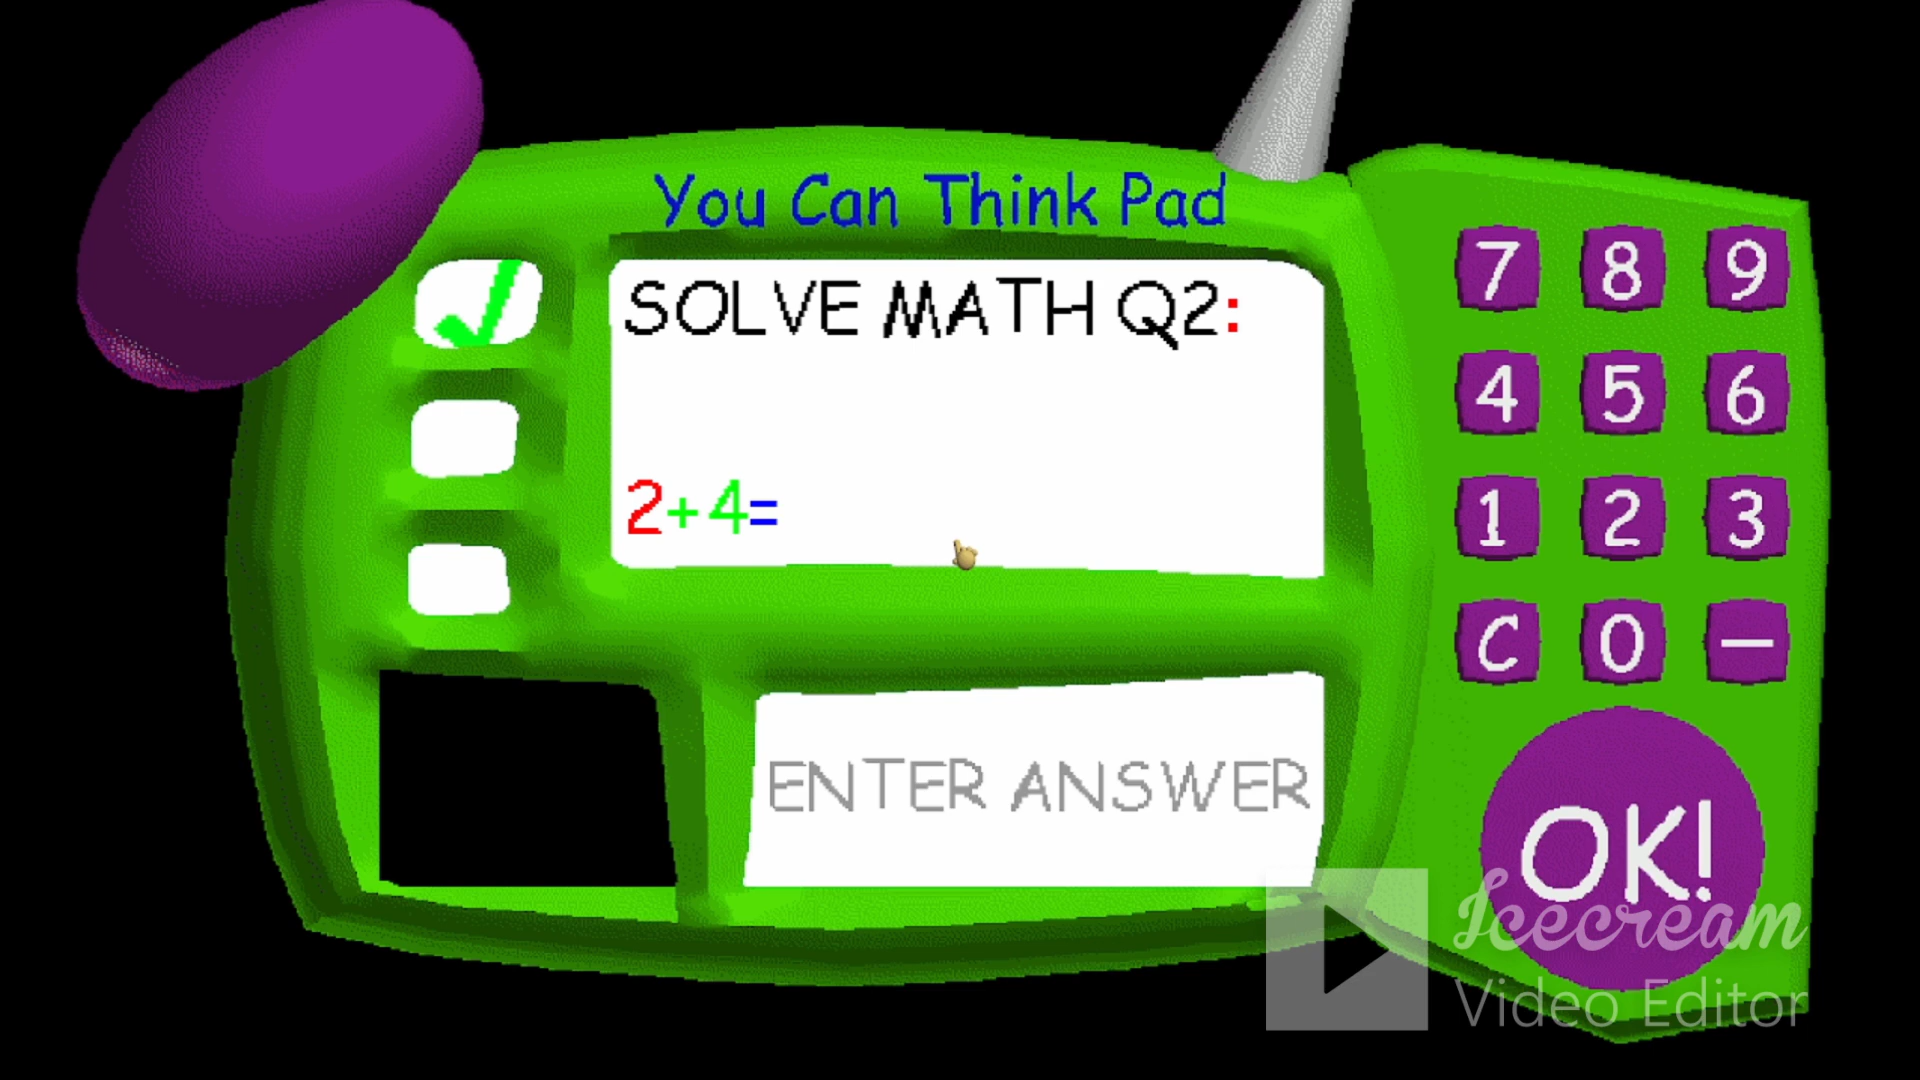 You Can Think Pad
SOLVE MATH Q2:
2+4=
ENTER ANSWER
7 8 9
4 5 6
1 2 3
C 0 −
OK!
Icecream
Video Editor